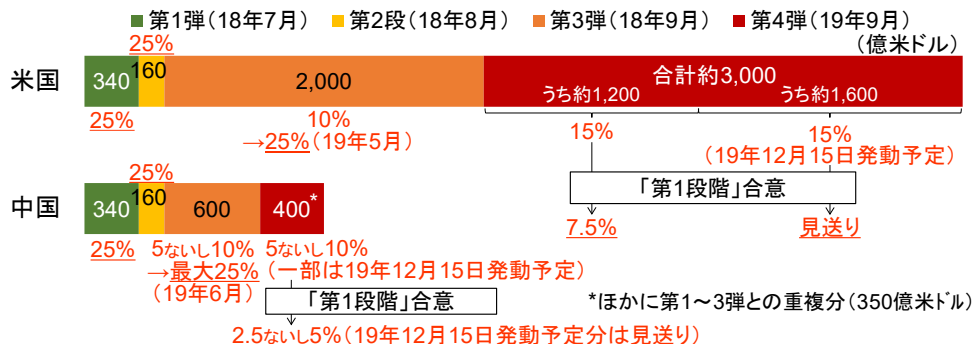 第1弾(18年7月) 第2段(18年8月) 第3弾(18年9月) 第4弾(19年9月)
(億米ドル)
25%
米国 340 160 2,000 合計約3,000
うち約1,200 うち約1,600
25% 10% 15% 15%
→25%(19年5月) (19年12月15日発動予定)
「第1段階」合意
7.5% 見送り
25%
中国 340 160 600 400*
25% 5ないし10% 5ないし10%
→最大25% (一部は19年12月15日発動予定)
(19年6月)
「第1段階」合意
*ほかに第1~3弾との重複分(350億米ドル)
2.5ないし5%(19年12月15日発動予定分は見送り)